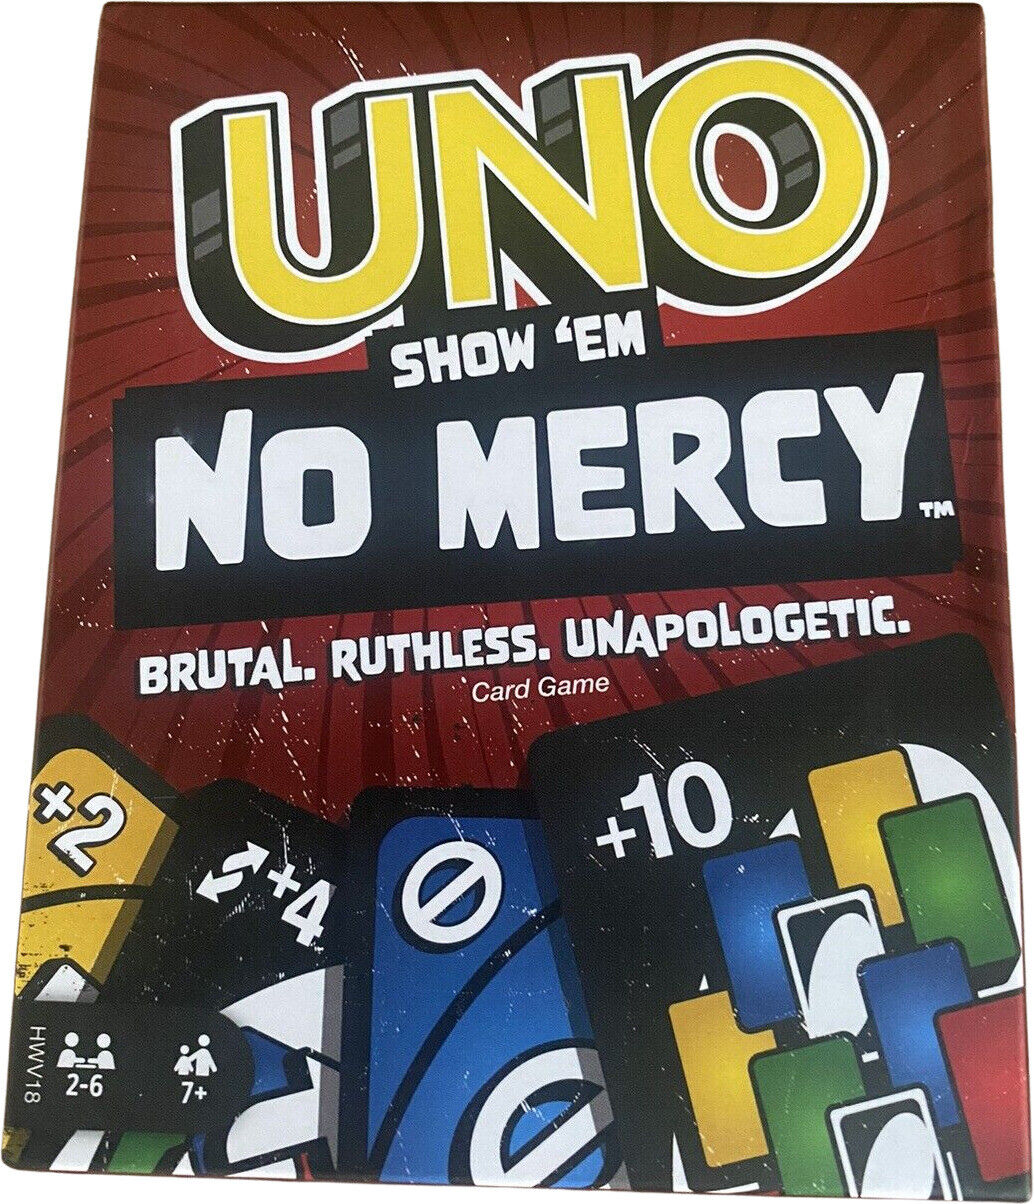 UNO
SHOW 'EM
NO MERCY™
BRUTAL. RUTHLESS. UNAPOLOGETIC.
Card Game
+2
+4
+10
HWV18
2-6
7+